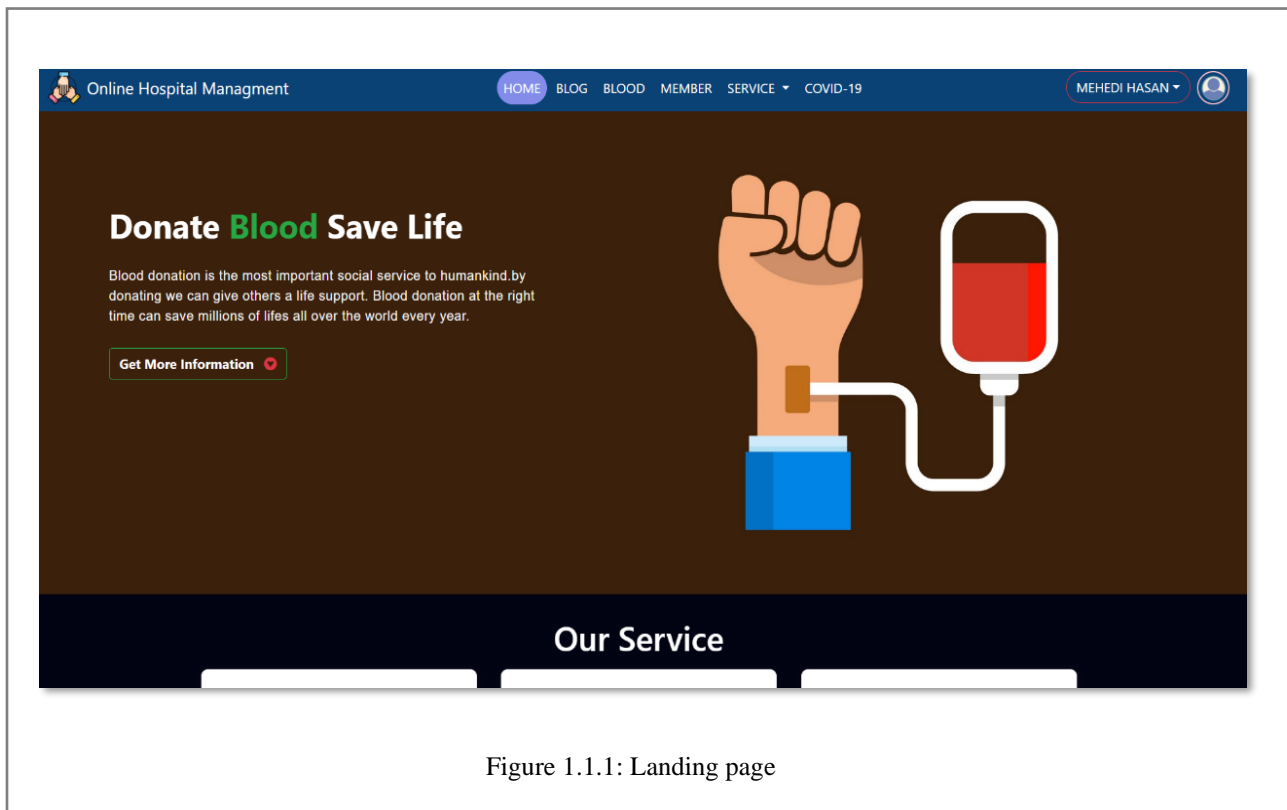 Online Hospital Managment
HOME BLOG BLOOD MEMBER SERVICE COVID-19
MEHEDI HASAN
Donate Blood Save Life
Blood donation is the most important social service to humankind.by
donating we can give others a life support. Blood donation at the right
time can save millions of lifes all over the world every year.
Get More Information
Our Service
Figure 1.1.1: Landing page